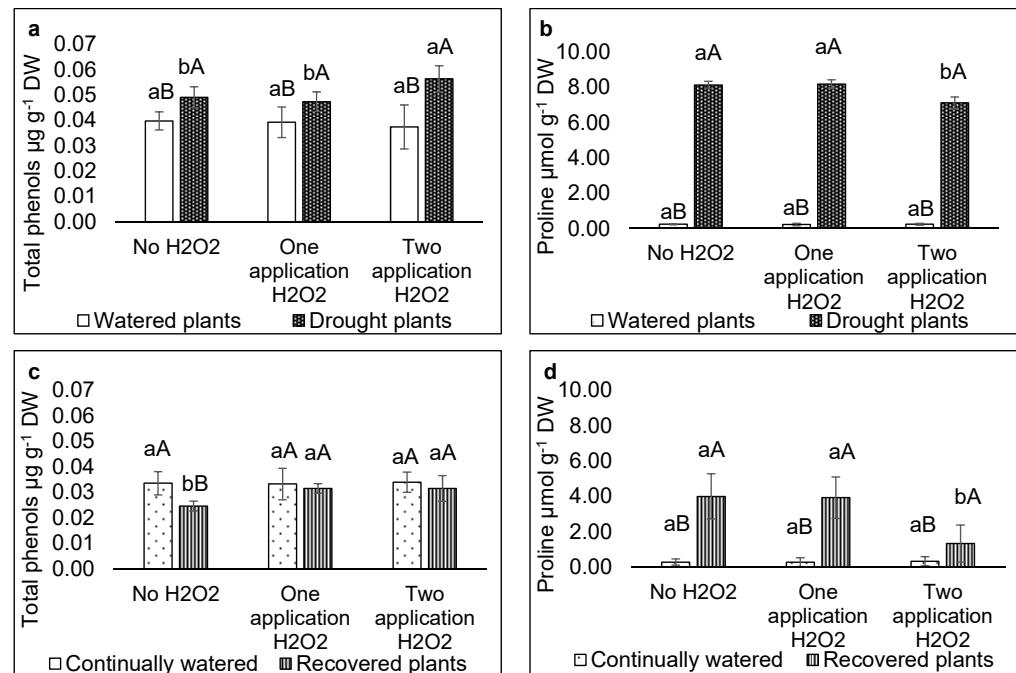 a
Total phenols µg g⁻¹ DW
0.07
0.06
0.05
0.04
0.03
0.02
0.01
0.00
aB bA aB bA aB aA
No H2O2 One application H2O2 Two application H2O2
Watered plants Drought plants
b
Proline µmol g⁻¹ DW
10.00
8.00
6.00
4.00
2.00
0.00
aB aA aB aA aB bA
No H2O2 One application H2O2 Two application H2O2
Watered plants Drought plants
c
Total phenols µg g⁻¹ DW
0.07
0.06
0.05
0.04
0.03
0.02
0.01
0.00
aA bB aA aA aA aA
No H2O2 One application H2O2 Two application H2O2
Continually watered Recovered plants
d
Proline µmol g⁻¹ DW
10.00
8.00
6.00
4.00
2.00
0.00
aB aA aB aA aB bA
No H2O2 One application H2O2 Two application H2O2
Continually watered Recovered plants